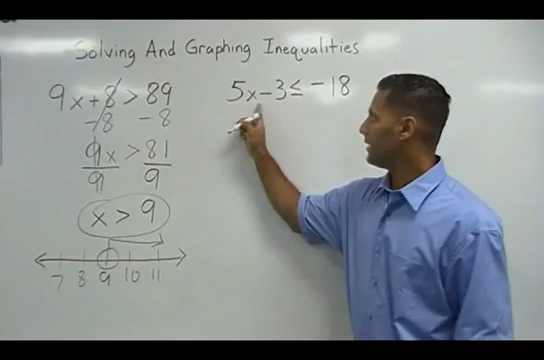 Solving And Graphing Inequalities
9x + 8 > 89
-8 -8
9x > 81
9 9
x > 9
7 8 9 10 11
5x - 3 ≤ -18